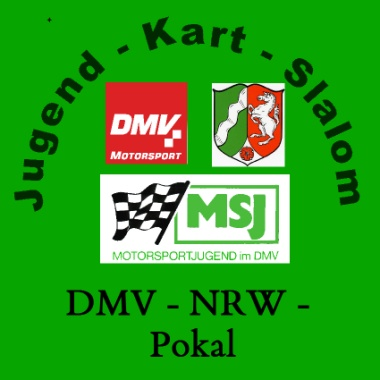 Jugend - Kart - Slalom
DMV
MOTORSPORT
MSJ
MOTORSPORTJUGEND im DMV
DMV - NRW -
Pokal